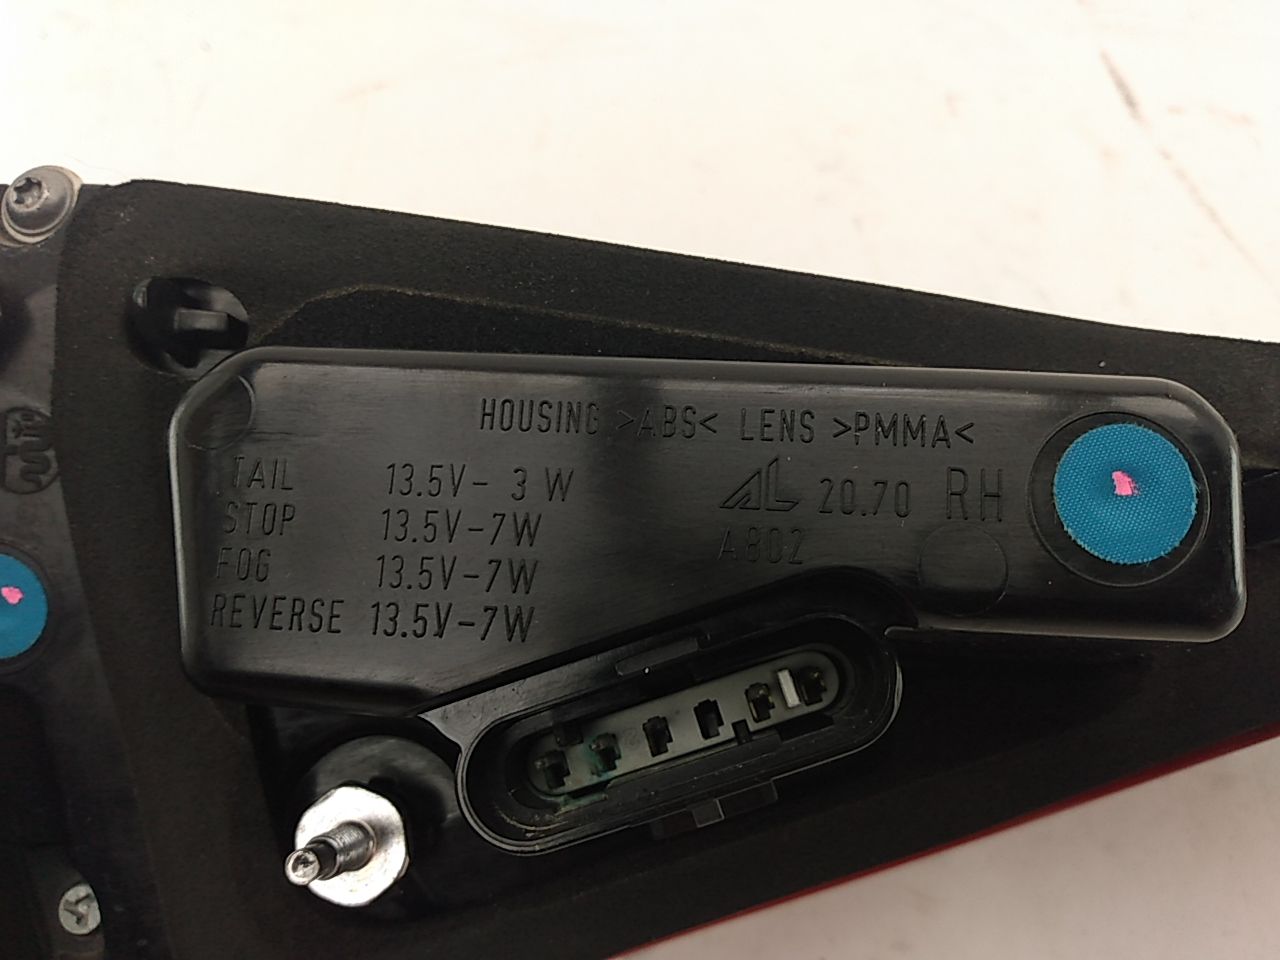 HOUSING >ABS< LENS >PMMA<
TAIL 13.5V- 3 W
STOP 13.5V-7W
FOG 13.5V-7W
REVERSE 13.5V-7W
AL 20.70 RH
A802